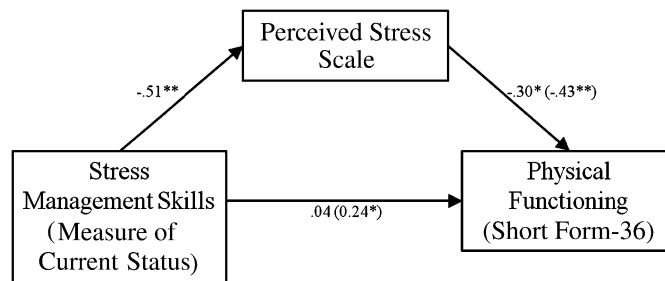 Perceived Stress
Scale
-.51**
-.30* (-.43**)
Stress
Management Skills
(Measure of
Current Status)
.04 (0.24*)
Physical
Functioning
(Short Form-36)